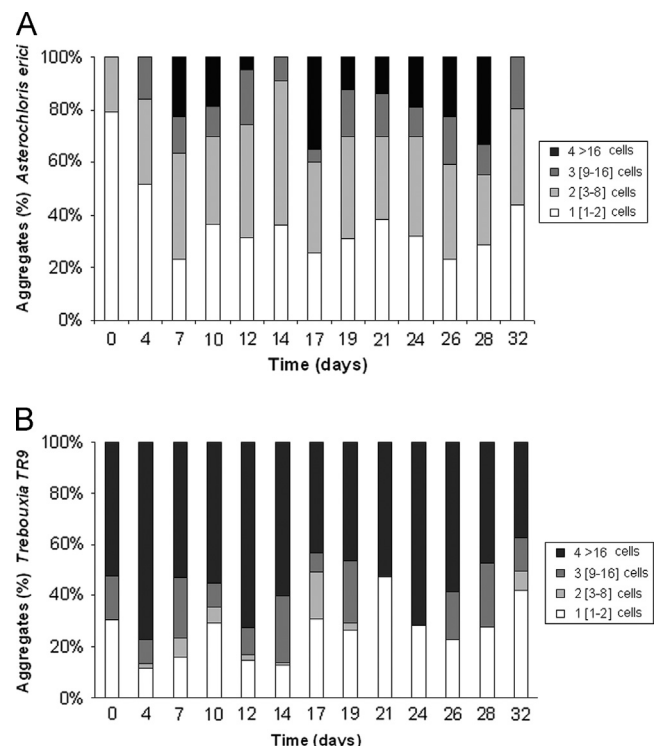 A
Aggregates (%) Asterochloris erici
100%
80%
60%
40%
20%
0%
0 4 7 10 12 14 17 19 21 24 26 28 32
Time (days)
4 >16 cells
3 [9-16] cells
2 [3-8] cells
1 [1-2] cells
B
Aggregates (%) Trebouxia TR9
100%
80%
60%
40%
20%
0%
0 4 7 10 12 14 17 19 21 24 26 28 32
Time (days)
4 >16 cells
3 [9-16] cells
2 [3-8] cells
1 [1-2] cells